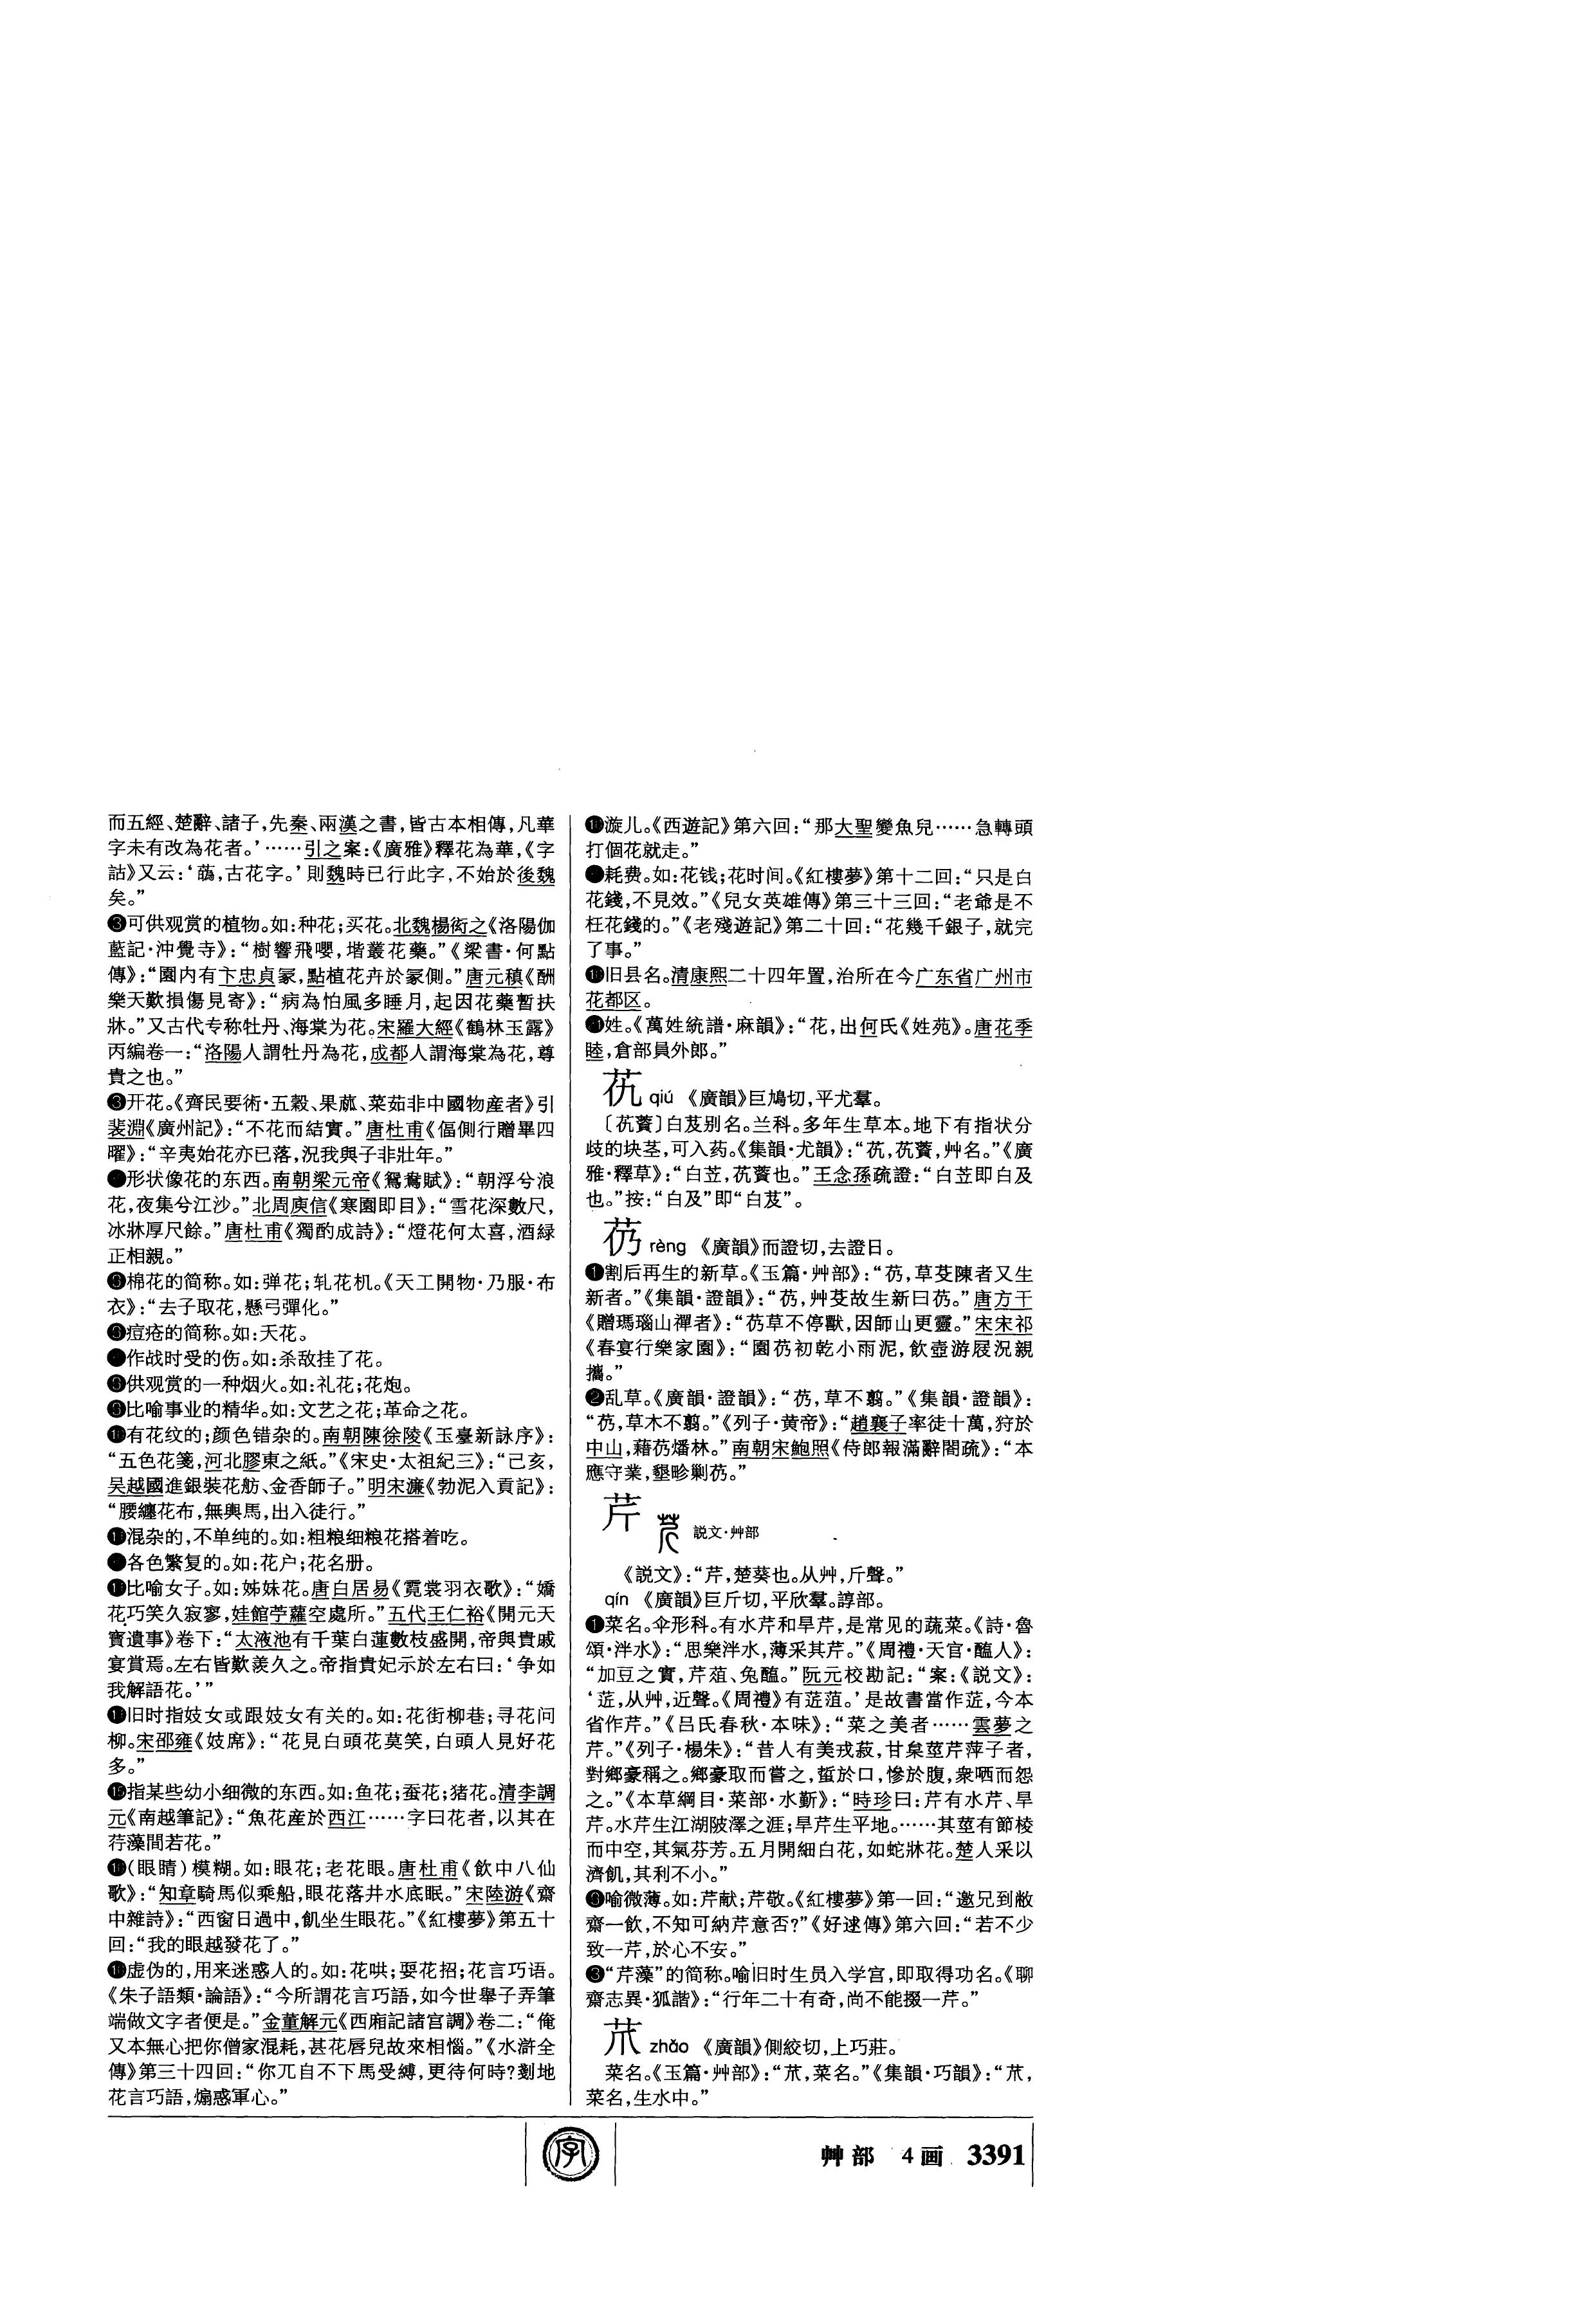 而五經、楚辭、諸子，先秦、兩漢之書，皆古本相傳，凡華
字未有改為花者。’……引之案：《廣雅》釋花為華，《字
詁》又云：‘蘤，古花字。’則魏時已行此字，不始於後魏
矣。”
❸可供观赏的植物。如：种花；买花。北魏楊衒之《洛陽伽
藍記·沖覺寺》：“樹響飛嚶，堦叢花藥。”《梁書·何點
傳》：“園内有卞忠貞冢，點植花卉於冢側。”唐元稹《酬
樂天歎損傷見寄》：“病為怕風多睡月，起因花藥暫扶
牀。”又古代专称牡丹、海棠为花。宋羅大經《鶴林玉露》
丙編卷一：“洛陽人謂牡丹為花，成都人謂海棠為花，尊
貴之也。”
❸开花。《齊民要術·五穀、果蓏、菜茹非中國物産者》引
裴淵《廣州記》：“不花而結實。”唐杜甫《偪側行贈畢四
曜》：“辛夷始花亦已落，況我與子非壯年。”
形状像花的东西。南朝梁元帝《鴛鴦賦》：“朝浮兮浪
花，夜集兮江沙。”北周庾信《寒園即目》：“雪花深數尺，
冰牀厚尺餘。”唐杜甫《獨酌成詩》：“燈花何太喜，酒緑
正相親。”
棉花的简称。如：弹花；轧花机。《天工開物·乃服·布
衣》：“去子取花，懸弓彈化。”
痘疮的简称。如：天花。
作战时受的伤。如：杀敌挂了花。
供观赏的一种烟火。如：礼花；花炮。
比喻事业的精华。如：文艺之花；革命之花。
有花纹的；颜色错杂的。南朝陳徐陵《玉臺新詠序》：
“五色花箋，河北膠東之紙。”《宋史·太祖紀三》：“己亥，
吴越國進銀裝花舫、金香師子。”明宋濂《勃泥入貢記》：
“腰纏花布，無輿馬，出入徒行。”
混杂的，不单纯的。如：粗粮细粮花搭着吃。
各色繁复的。如：花户；花名册。
比喻女子。如：姊妹花。唐白居易《霓裳羽衣歌》：“嬌
花巧笑久寂寥，娃館苧蘿空處所。”五代王仁裕《開元天
寶遺事》卷下：“太液池有千葉白蓮數枝盛開，帝與貴戚
宴賞焉。左右皆歎羨久之。帝指貴妃示於左右曰：‘争如
我解語花。’”
旧时指妓女或跟妓女有关的。如：花街柳巷；寻花问
柳。宋邵雍《妓席》：“花見白頭花莫笑，白頭人見好花
多。”
指某些幼小细微的东西。如：鱼花；蚕花；猪花。清李調
元《南越筆記》：“魚花産於西江……字曰花者，以其在
荇藻間若花。”
（眼睛）模糊。如：眼花；老花眼。唐杜甫《飲中八仙
歌》：“知章騎馬似乘船，眼花落井水底眠。”宋陸游《齋
中雜詩》：“西窗日過中，飢坐生眼花。”《紅樓夢》第五十
回：“我的眼越發花了。”
虚伪的，用来迷惑人的。如：花哄；耍花招；花言巧语。
《朱子語類·論語》：“今所謂花言巧語，如今世舉子弄筆
端做文字者便是。”金董解元《西廂記諸宫調》卷二：“俺
又本無心把你僧家混耗，甚花唇兒故來相惱。”《水滸全
傳》第三十四回：“你兀自不下馬受縛，更待何時？剗地
花言巧語，煽惑軍心。”
漩儿。《西遊記》第六回：“那大聖變魚兒……急轉頭
打個花就走。”
耗费。如：花钱；花时间。《紅樓夢》第十二回：“只是白
花錢，不見效。”《兒女英雄傳》第三十三回：“老爺是不
枉花錢的。”《老殘遊記》第二十回：“花幾千銀子，就完
了事。”
旧县名。清康熙二十四年置，治所在今广东省广州市
花都区。
姓。《萬姓統譜·麻韻》：“花，出何氏《姓苑》。唐花季
睦，倉部員外郎。”
艽 qiú 《廣韻》巨鳩切，平尤羣。
〔艽藑〕白芨别名。兰科。多年生草本。地下有指状分
歧的块茎，可入药。《集韻·尤韻》：“艽，艽藑，艸名。”《廣
雅·釋草》：“白苙，艽藑也。”王念孫疏證：“白苙即白及
也。”按：“白及”即“白芨”。
芿 rèng 《廣韻》而證切，去證日。
❶割后再生的新草。《玉篇·艸部》：“芿，草芟陳者又生
新者。”《集韻·證韻》：“芿，艸芟故生新曰芿。”唐方干
《贈瑪瑙山禪者》：“芿草不停獸，因師山更靈。”宋宋祁
《春宴行樂家園》：“園芿初乾小雨泥，飲壺游屐況親
攜。”
❷乱草。《廣韻·證韻》：“芿，草不翦。”《集韻·證韻》：
“芿，草木不翦。”《列子·黄帝》：“趙襄子率徒十萬，狩於
中山，藉芿燔林。”南朝宋鮑照《侍郎報滿辭閤疏》：“本
應守業，墾畛剿芿。”
芹 説文·艸部
《説文》：“芹，楚葵也。从艸，斤聲。”
qín 《廣韻》巨斤切，平欣羣。諄部。
❶菜名。伞形科。有水芹和旱芹，是常见的蔬菜。《詩·魯
頌·泮水》：“思樂泮水，薄采其芹。”《周禮·天官·醢人》：
“加豆之實，芹葅、兔醢。”阮元校勘記：“案：《説文》：
‘菦，从艸，近聲。《周禮》有菦菹。’是故書當作菦，今本
省作芹。”《吕氏春秋·本味》：“菜之美者……雲夢之
芹。”《列子·楊朱》：“昔人有美戎菽，甘枲莖芹萍子者，
對鄉豪稱之。鄉豪取而嘗之，蜇於口，惨於腹，衆哂而怨
之。”《本草綱目·菜部·水斳》：“時珍曰：芹有水芹、旱
芹。水芹生江湖陂澤之涯；旱芹生平地。……其莖有節棱
而中空，其氣芬芳。五月開細白花，如蛇牀花。楚人采以
濟飢，其利不小。”
喻微薄。如：芹献；芹敬。《紅樓夢》第一回：“邀兄到敝
齋一飲，不知可納芹意否？”《好逑傳》第六回：“若不少
致一芹，於心不安。”
❸“芹藻”的简称。喻旧时生员入学宫，即取得功名。《聊
齋志異·狐諧》：“行年二十有奇，尚不能掇一芹。”
zhǎo 《廣韻》側絞切，上巧莊。
菜名。《玉篇·艸部》：“，菜名。”《集韻·巧韻》：“，
菜名，生水中。”
字
艸部 4画 3391